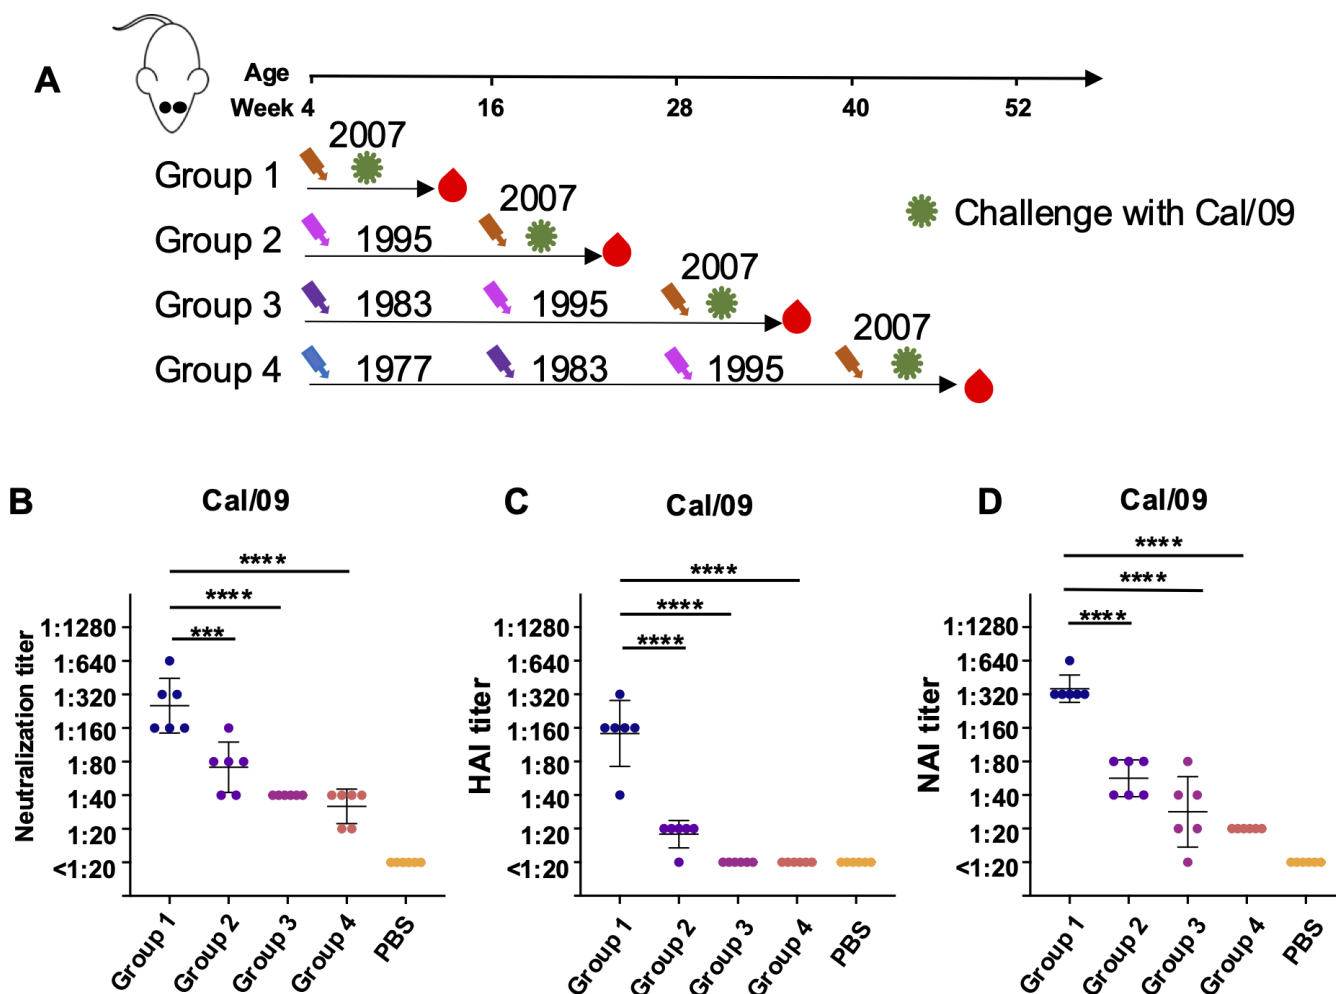 A
Age
Week 4 16 28 40 52
2007
Group 1
2007
Group 2 1995
2007
Group 3 1983 1995
2007
Group 4 1977 1983 1995
Challenge with Cal/09
B
Cal/09
****
****
***
Neutralization titer
1:1280
1:640
1:320
1:160
1:80
1:40
1:20
<1:20
Group 1
Group 2
Group 3
Group 4
PBS
C
Cal/09
****
****
****
HAI titer
1:1280
1:640
1:320
1:160
1:80
1:40
1:20
<1:20
Group 1
Group 2
Group 3
Group 4
PBS
D
Cal/09
****
****
****
NAI titer
1:1280
1:640
1:320
1:160
1:80
1:40
1:20
<1:20
Group 1
Group 2
Group 3
Group 4
PBS